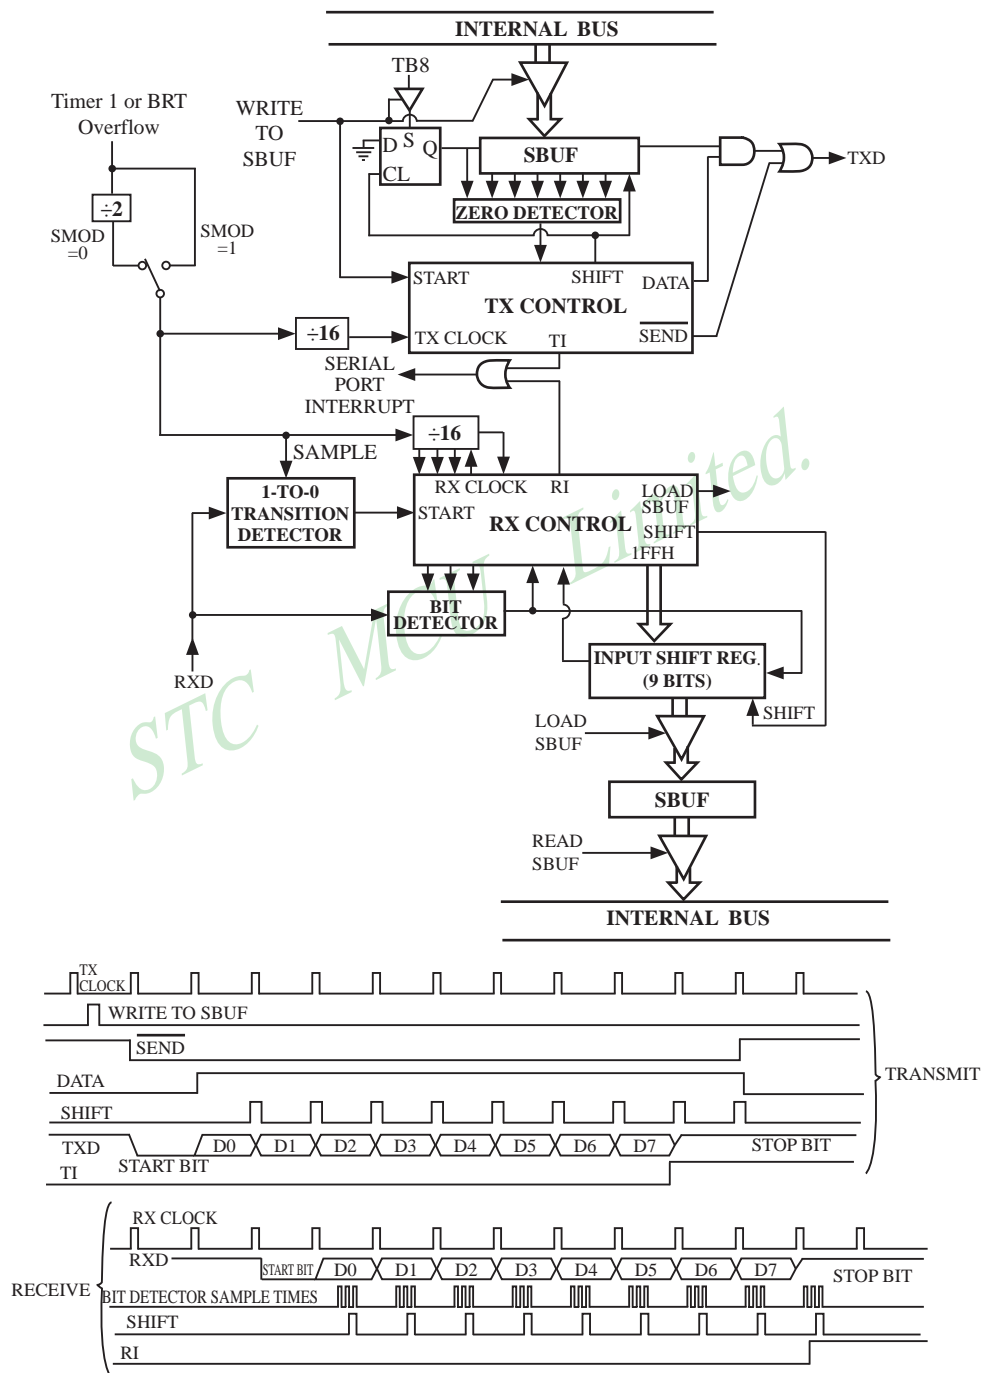 INTERNAL BUS
TB8
Timer 1 or BRT
Overflow
WRITE
TO
SBUF
D
S
Q
CL
SBUF
TXD
÷2
ZERO DETECTOR
SMOD
=0
SMOD
=1
START
SHIFT
DATA
TX CONTROL
÷16
TX CLOCK
TI
SEND
SERIAL
PORT
INTERRUPT
÷16
SAMPLE
1-TO-0
TRANSITION
DETECTOR
RX CLOCK
RI
LOAD
SBUF
START
RX CONTROL
SHIFT
1FFH
BIT
DETECTOR
RXD
INPUT SHIFT REG.
(9 BITS)
SHIFT
LOAD
SBUF
SBUF
READ
SBUF
INTERNAL BUS
STC MCU Limited.
TX
CLOCK
WRITE TO SBUF
SEND
DATA
TRANSMIT
SHIFT
TXD
START BIT
D0 D1 D2 D3 D4 D5 D6 D7
STOP BIT
TI
RX CLOCK
RXD
START BIT
D0 D1 D2 D3 D4 D5 D6 D7
STOP BIT
RECEIVE
BIT DETECTOR SAMPLE TIMES
SHIFT
RI